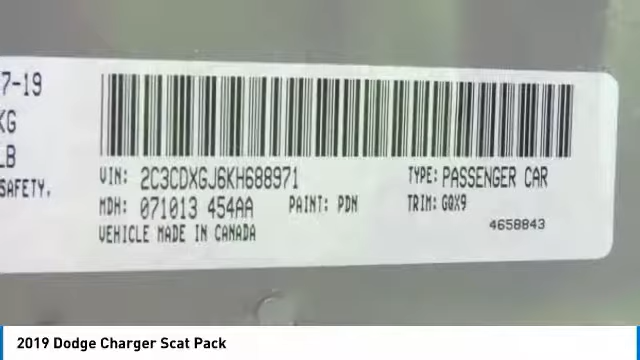 7-19
KG
LB
SAFETY.
VIN: 2C3CDXGJ6KH688971
TYPE: PASSENGER CAR
MDH: 071013 454AA
PAINT: PDN
TRIM: GQX9
VEHICLE MADE IN CANADA
4658843
2019 Dodge Charger Scat Pack